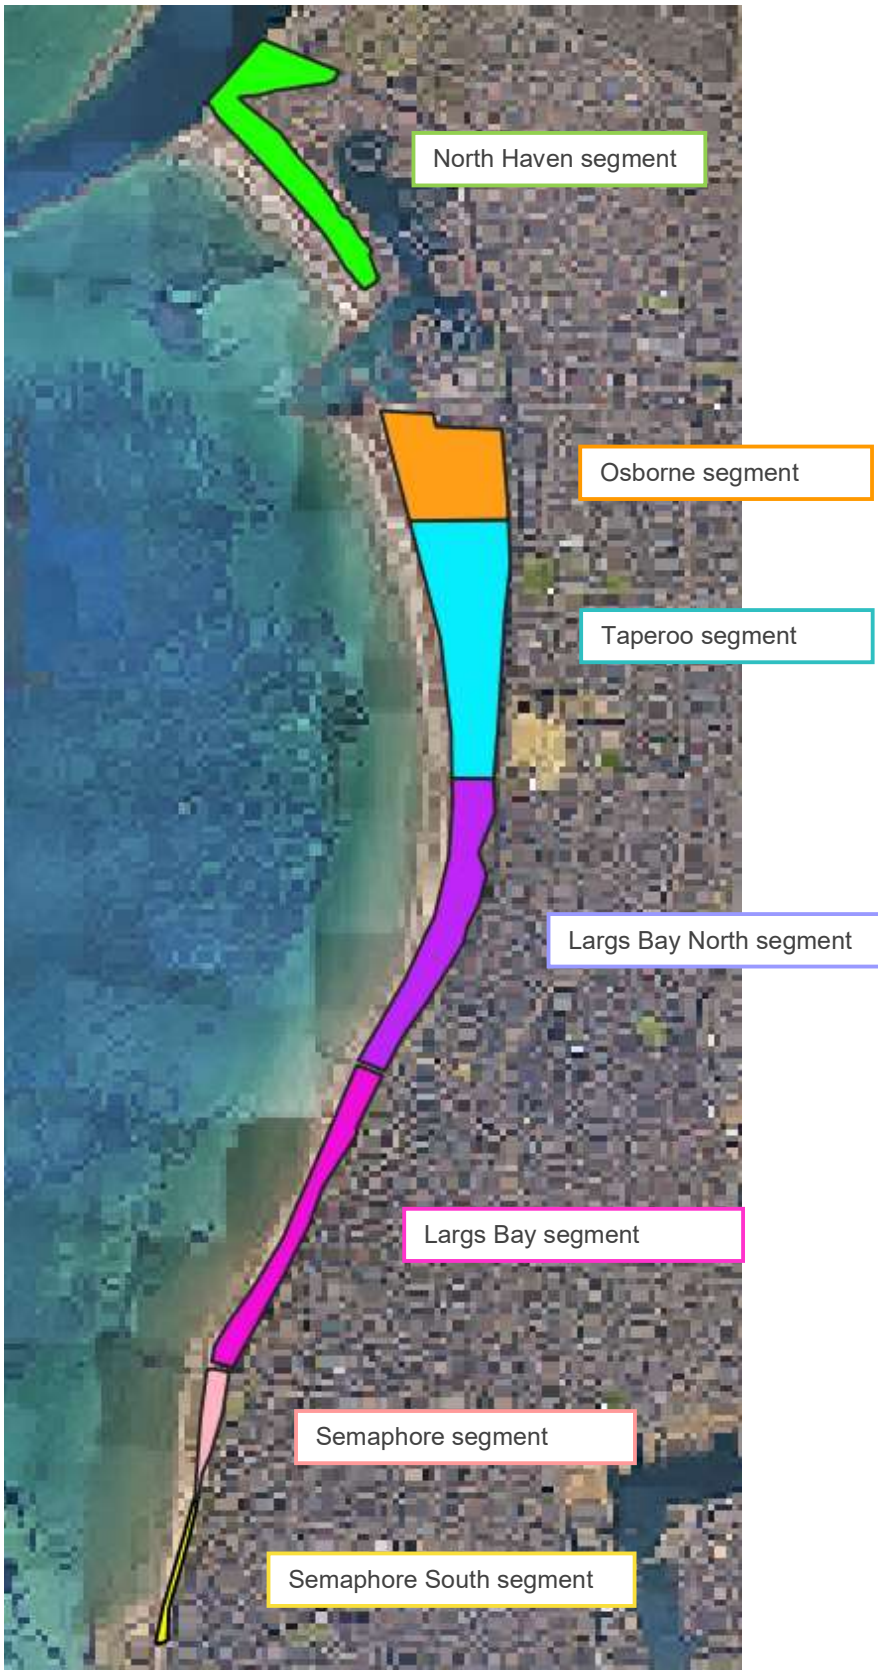 North Haven segment
Osborne segment
Taperoo segment
Largs Bay North segment
Largs Bay segment
Semaphore segment
Semaphore South segment